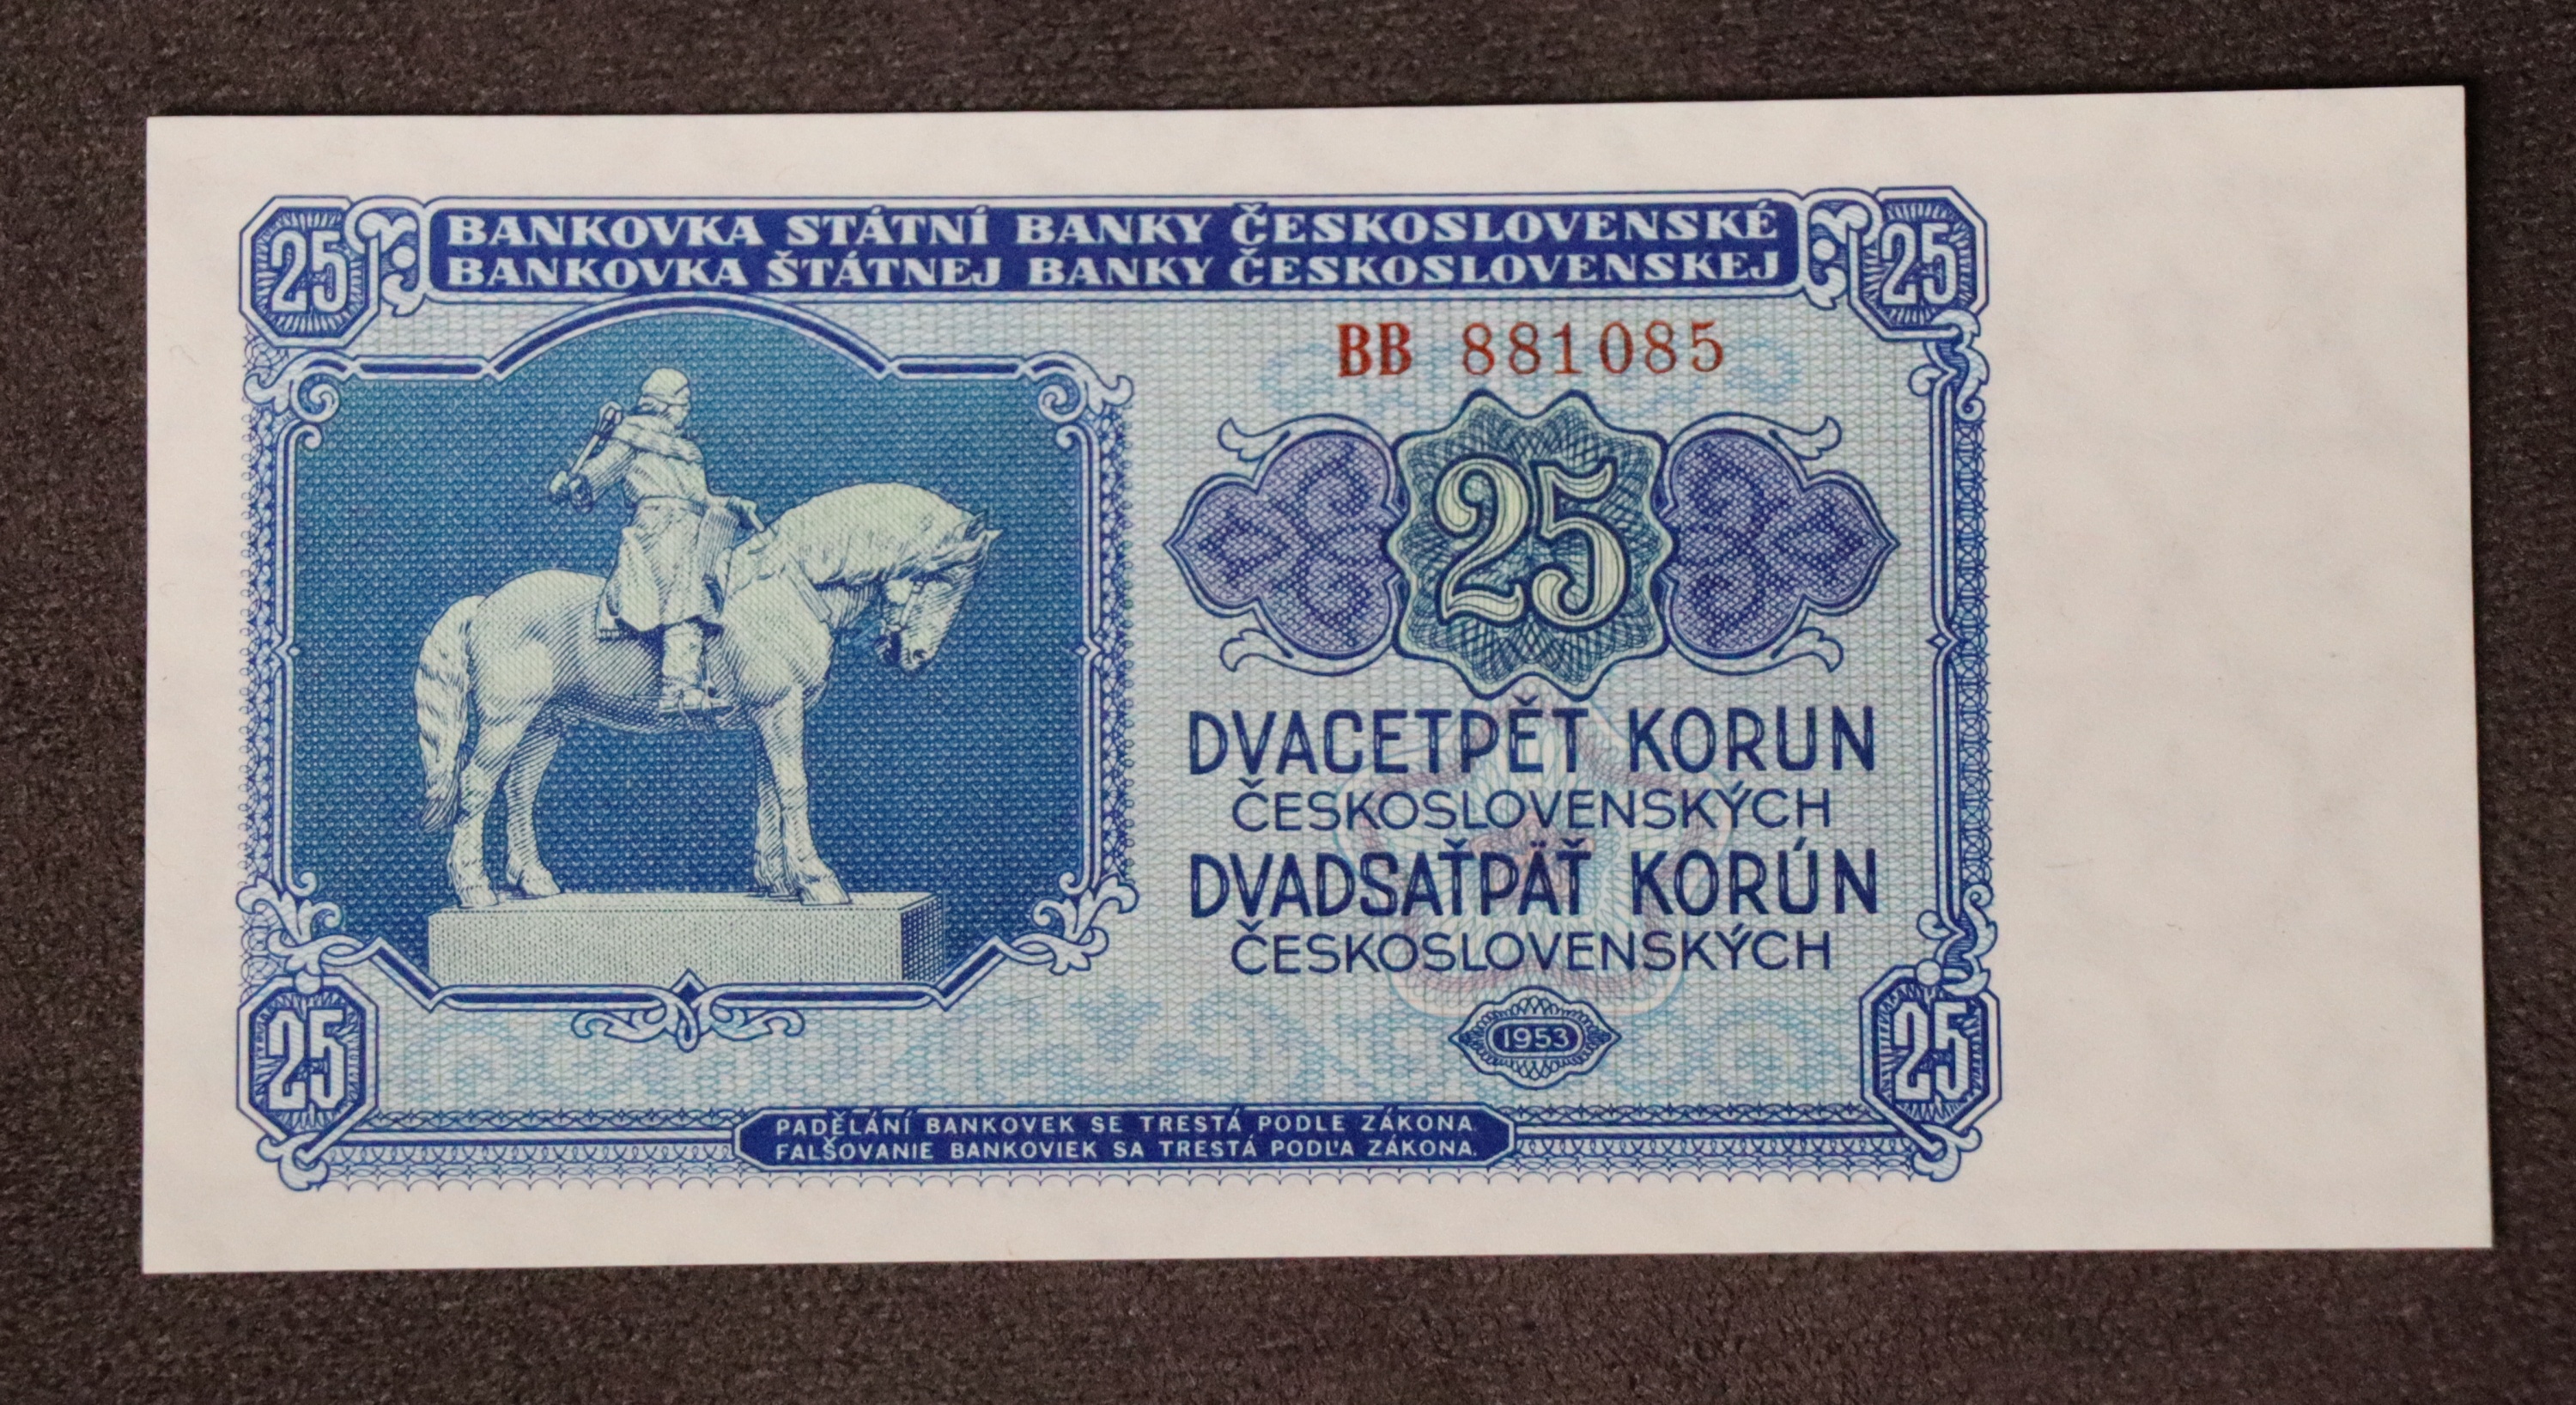 25 BANKOVKA STÁTNÍ BANKY ČESKOSLOVENSKÉ 25
BANKOVKA ŠTÁTNEJ BANKY ČESKOSLOVENSKEJ
BB 881085
25
DVACETPĚT KORUN
ČESKOSLOVENSKÝCH
DVADSAŤPÄŤ KORÚN
ČESKOSLOVENSKÝCH
1953
25 25
PADĚLÁNÍ BANKOVEK SE TRESTÁ PODLE ZÁKONA.
FALŠOVANIE BANKOVIEK SA TRESTÁ PODĽA ZÁKONA.